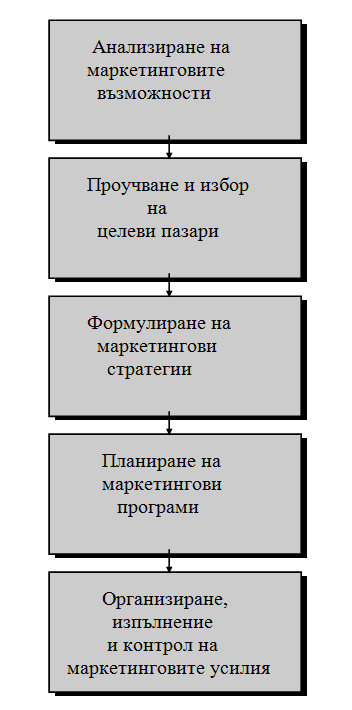 Анализиране на
маркетинговите
възможности
Проучване и избор
на
целеви пазари
Формулиране на
маркетингови
стратегии
Планиране на
маркетингови
програми
Организиране,
изпълнение
и контрол на
маркетинговите усилия